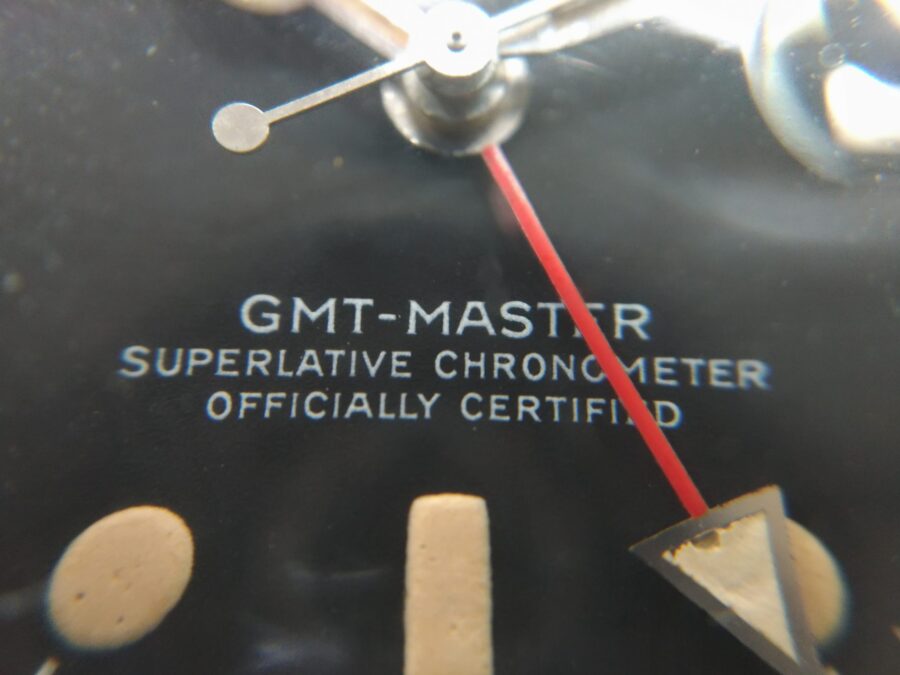 GMT-MASTER
SUPERLATIVE CHRONOMETER
OFFICIALLY CERTIFIED